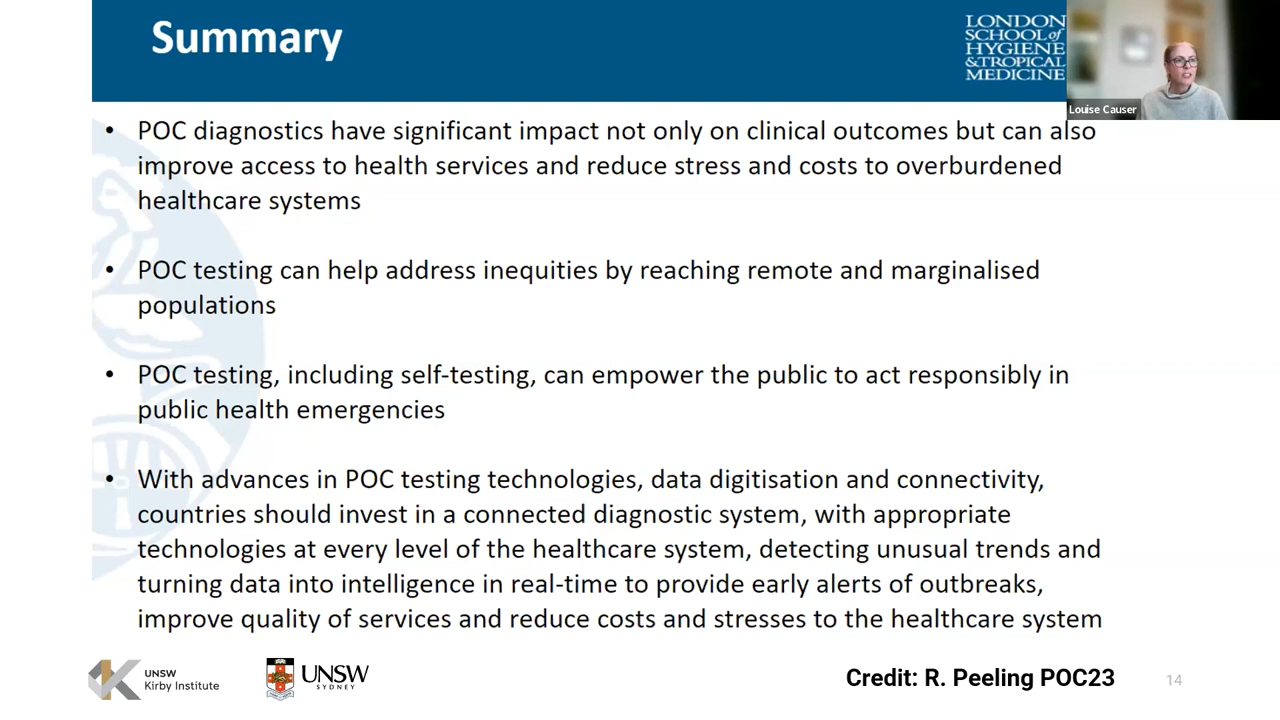 Summary
LONDON
SCHOOL of
HYGIENE
& TROPICAL
MEDICINE
Louise Causer
• POC diagnostics have significant impact not only on clinical outcomes but can also
improve access to health services and reduce stress and costs to overburdened
healthcare systems
• POC testing can help address inequities by reaching remote and marginalised
populations
• POC testing, including self-testing, can empower the public to act responsibly in
public health emergencies
• With advances in POC testing technologies, data digitisation and connectivity,
countries should invest in a connected diagnostic system, with appropriate
technologies at every level of the healthcare system, detecting unusual trends and
turning data into intelligence in real-time to provide early alerts of outbreaks,
improve quality of services and reduce costs and stresses to the healthcare system
UNSW
Kirby Institute
UNSW
SYDNEY
Credit: R. Peeling POC23
14